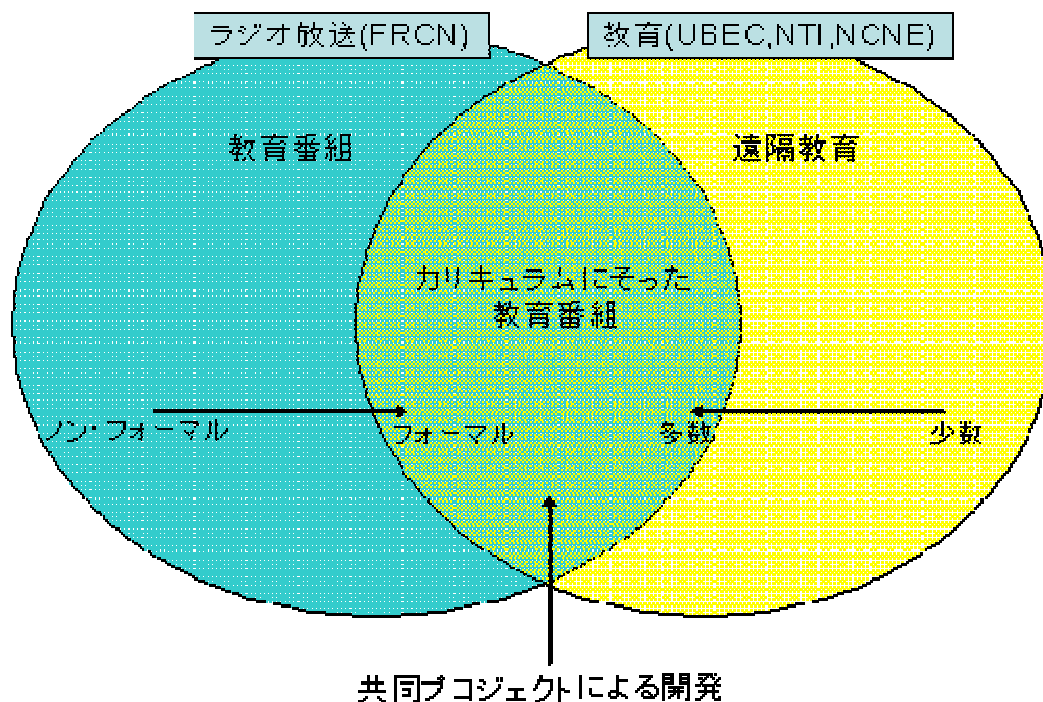 ラジオ放送(FRCN)
教育(UBEC,NTI,NCNE)
教育番組
遠隔教育
カリキュラムにそった
教育番組
ノン・フォーマル
フォーマル
多数
少数
共同プロジェクトによる開発